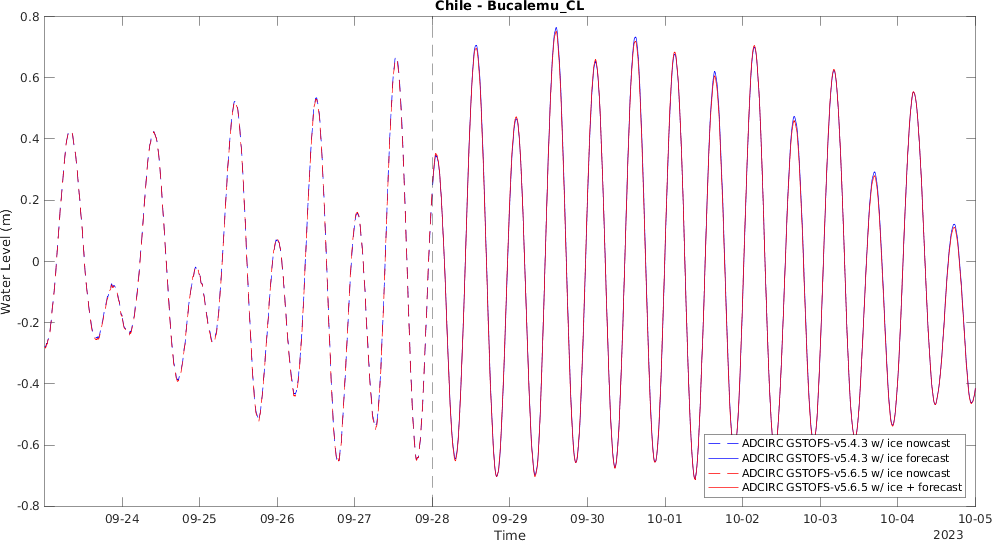 Chile - Bucalemu_CL
0.8
0.6
0.4
0.2
0
-0.2
-0.4
-0.6
-0.8
Water Level (m)
ADCIRC GSTOFS-v5.4.3 w/ ice nowcast
ADCIRC GSTOFS-v5.4.3 w/ ice forecast
ADCIRC GSTOFS-v5.6.5 w/ ice nowcast
ADCIRC GSTOFS-v5.6.5 w/ ice + forecast
09-24 09-25 09-26 09-27 09-28 09-29 09-30 10-01 10-02 10-03 10-04 10-05
Time
2023